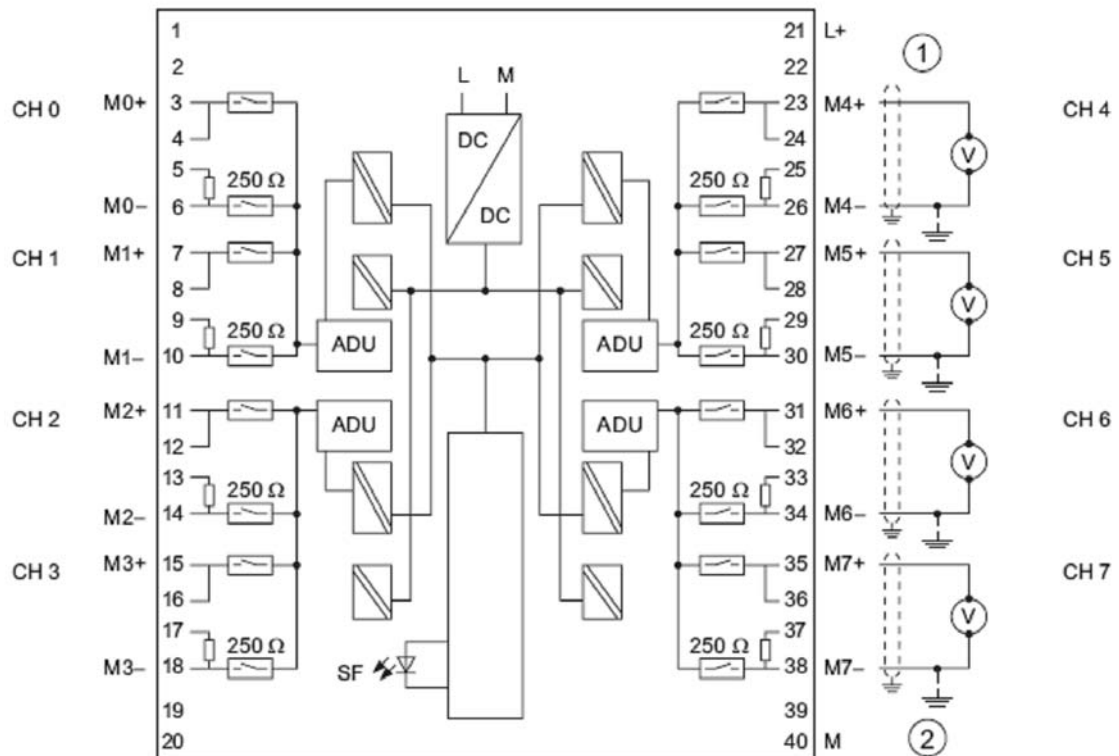 1 21 L+ ①
2 L M 22
CH 0 M0+ 3 23 M4+ CH 4
4 DC 24
5 250 Ω DC 250 Ω 25 V
M0– 6 26 M4–
CH 1 M1+ 7 27 M5+ CH 5
8 28
9 250 Ω ADU ADU 250 Ω 29 V
M1– 10 30 M5–
CH 2 M2+ 11 ADU ADU 31 M6+ CH 6
12 32
13 250 Ω 250 Ω 33 V
M2– 14 34 M6–
CH 3 M3+ 15 35 M7+ CH 7
16 36
17 250 Ω 250 Ω 37 V
M3– 18 SF 38 M7–
19 39
20 40 M ②